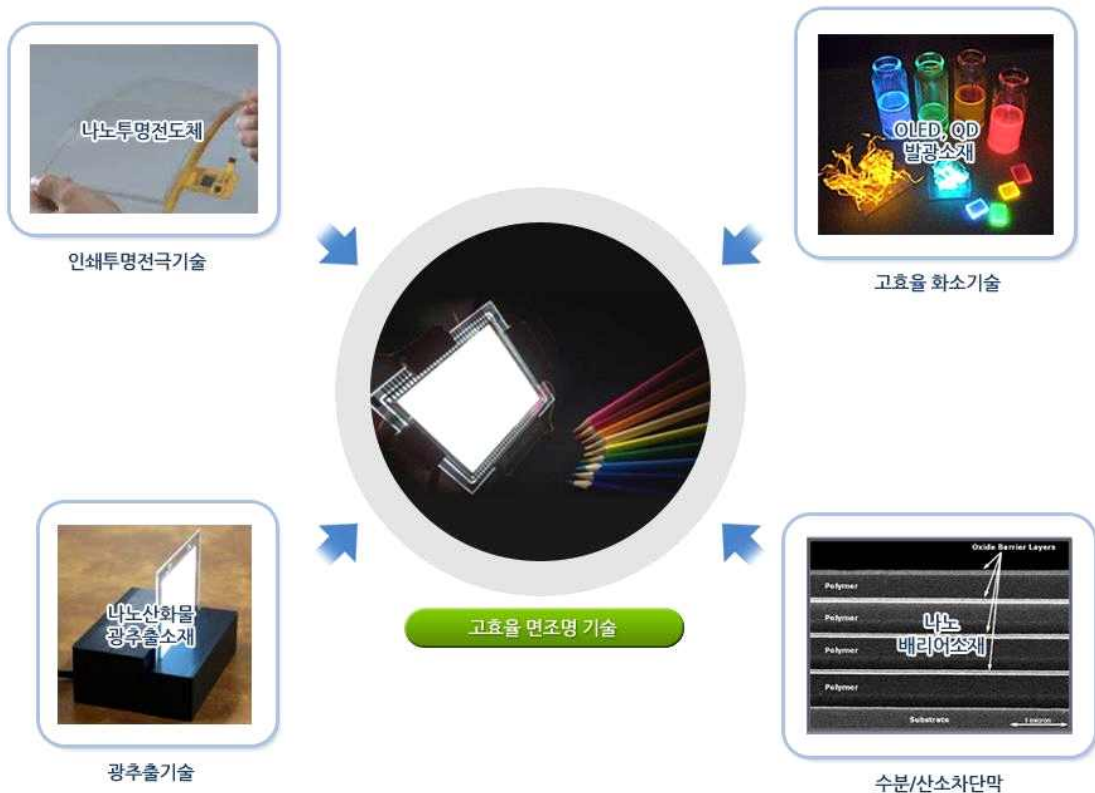 나노투명전도체
인쇄투명전극기술
OLED, QD
발광소재
고효율 화소기술
나노산화물
광추출소재
광추출기술
고효율 면조명 기술
Oxide Barrier Layers
Polymer
Polymer
Polymer
Polymer
Substrate
1 micron
나노
배리어소재
수분/산소차단막